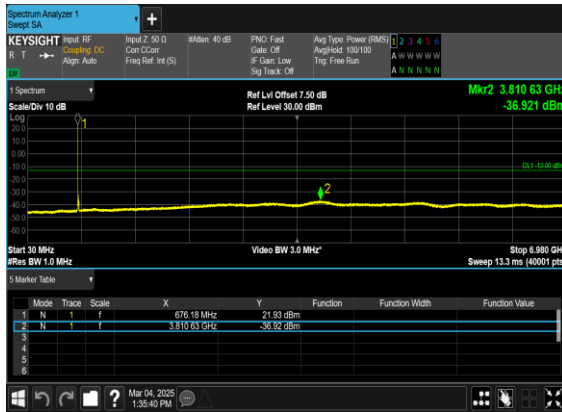 Spectrum Analyzer 1
Swept SA
+
KEYSIGHT Input: RF Input Z: 50 Ω #Atten: 40 dB PNO: Fast Avg Type: Power (RMS) 1 2 3 4 5 6
R T Coupling: DC Corr CCorr Gate: Off Avg|Hold: 100/100 A W W W W W
Align: Auto Freq Ref: Int (S) IF Gain: Low Trig: Free Run
LXI Sig Track: Off A N N N N N
1 Spectrum
Ref Lvl Offset 7.50 dB Mkr2 3.810 63 GHz
Scale/Div 10 dB Ref Level 30.00 dBm -36.921 dBm
Log
1
20.0
10.0
0.00
-10.0
DL1 -13.00 dBm
-20.0
-30.0
2
-40.0
-50.0
-60.0
Start 30 MHz Video BW 3.0 MHz* Stop 6.980 GHz
#Res BW 1.0 MHz Sweep 13.3 ms (40001 pts)
5 Marker Table
Mode Trace Scale X Y Function Function Width Function Value
1 N 1 f 676.18 MHz 21.93 dBm
2 N 1 f 3.810 63 GHz -36.92 dBm
3
4
5
6
? Mar 04, 2025
1:35:40 PM